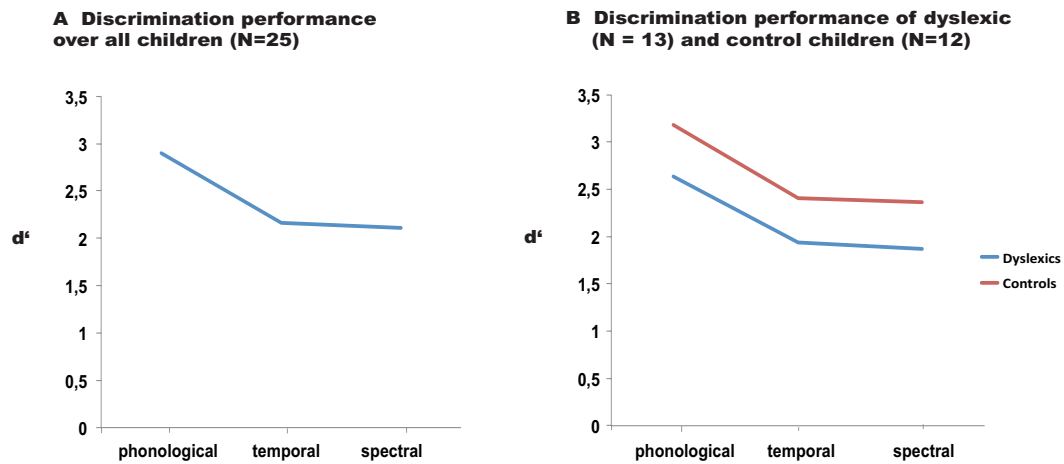 A Discrimination performance
over all children (N=25)
3,5
3
2,5
2
1,5
1
0,5
0
d‘
phonological temporal spectral
B Discrimination performance of dyslexic
(N = 13) and control children (N=12)
3,5
3
2,5
2
1,5
1
0,5
0
d‘
phonological temporal spectral
Dyslexics
Controls